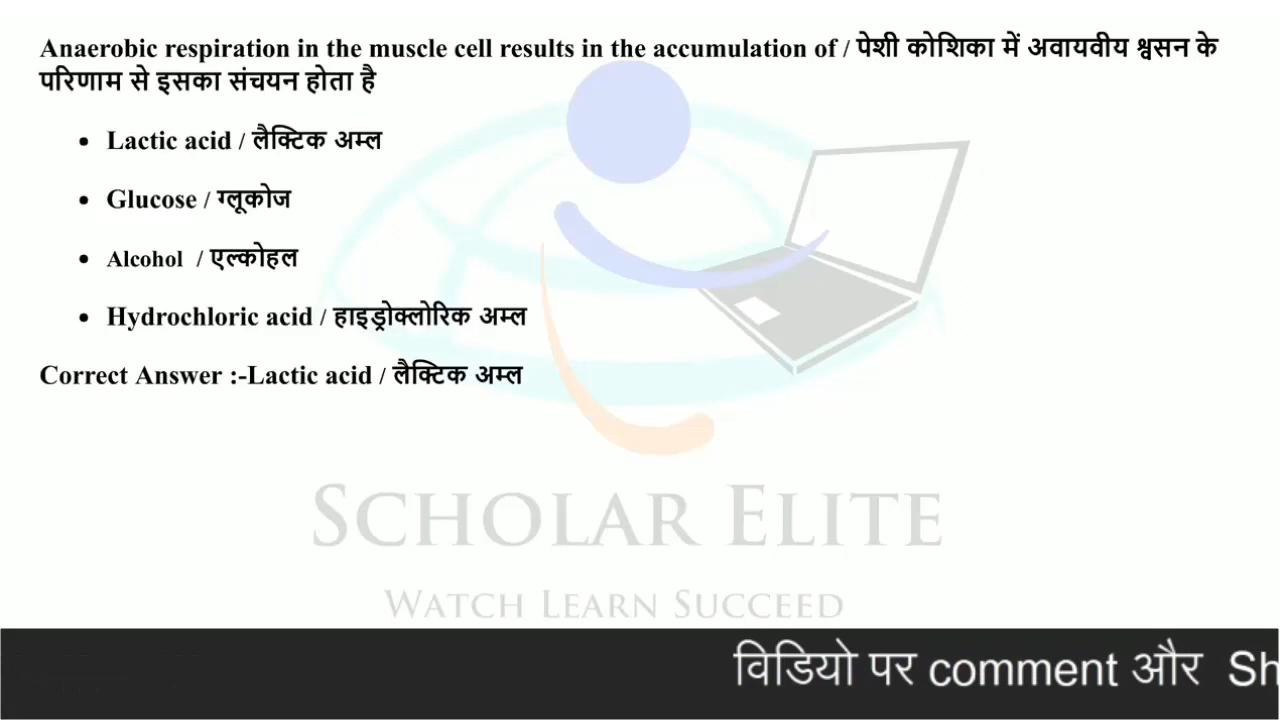 Anaerobic respiration in the muscle cell results in the accumulation of / पेशी कोशिका में अवायवीय श्वसन के
परिणाम से इसका संचयन होता है
• Lactic acid / लैक्टिक अम्ल
• Glucose / ग्लूकोज
• Alcohol / एल्कोहल
• Hydrochloric acid / हाइड्रोक्लोरिक अम्ल
Correct Answer :-Lactic acid / लैक्टिक अम्ल
SCHOLAR ELITE
WATCH LEARN SUCCEED
विडियो पर comment और Sh